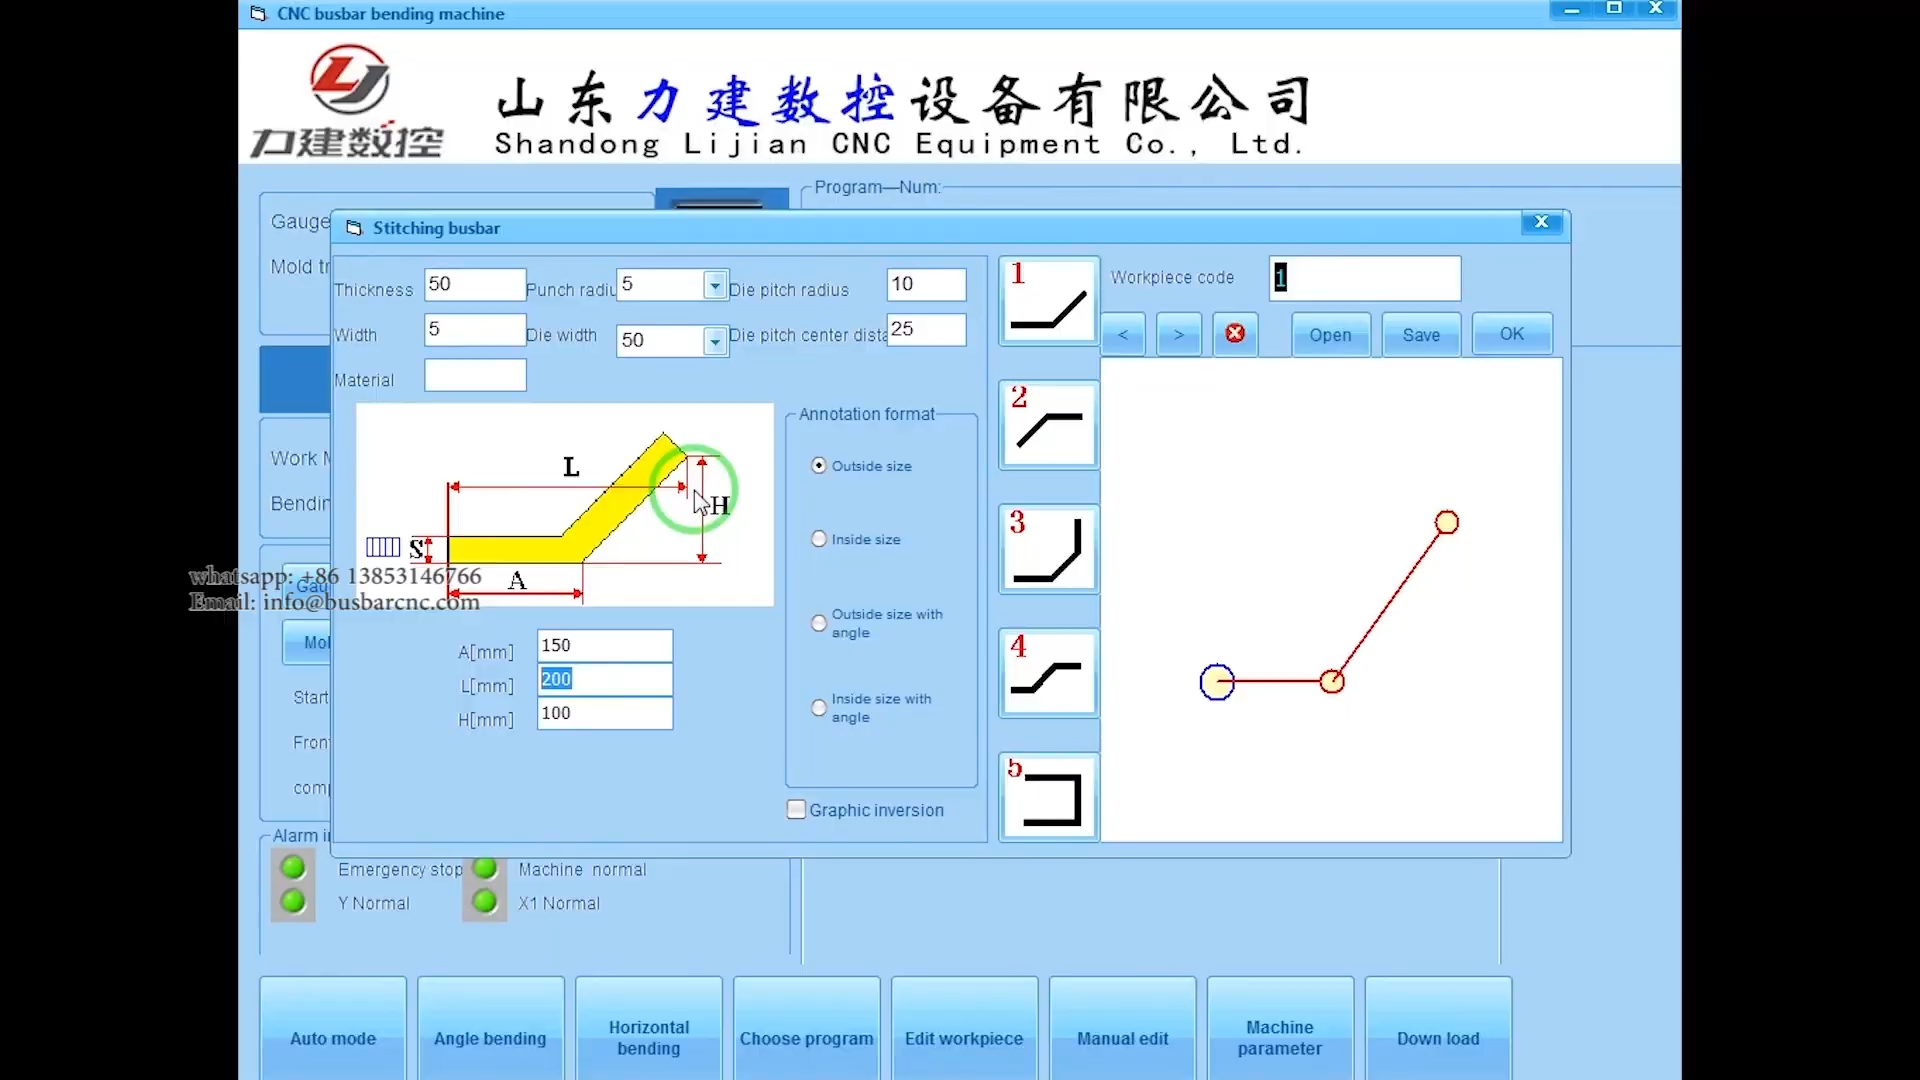 CNC busbar bending machine
力建数控
山东力建数控设备有限公司
Shandong Lijian CNC Equipment Co., Ltd.
Program—Num:
Gauge
Mold
Stitching busbar
Thickness 50 Punch radiu 5 Die pitch radius 10
Width 5 Die width 50 Die pitch center dista 25
Material
Workpiece code 1
< > Open Save OK
1
2
3
4
5
L
H
S
A
Annotation format
Outside size
Inside size
Outside size with angle
Inside size with angle
Graphic inversion
A[mm] 150
L[mm] 200
H[mm] 100
Work
Bendin
whatsapp: +86 13853146766
Email: info@busbarcnc.com
Gau
Mol
Start
Fron
com
Alarm i
Emergency stop Machine normal
Y Normal X1 Normal
Auto mode
Angle bending
Horizontal bending
Choose program
Edit workpiece
Manual edit
Machine parameter
Down load